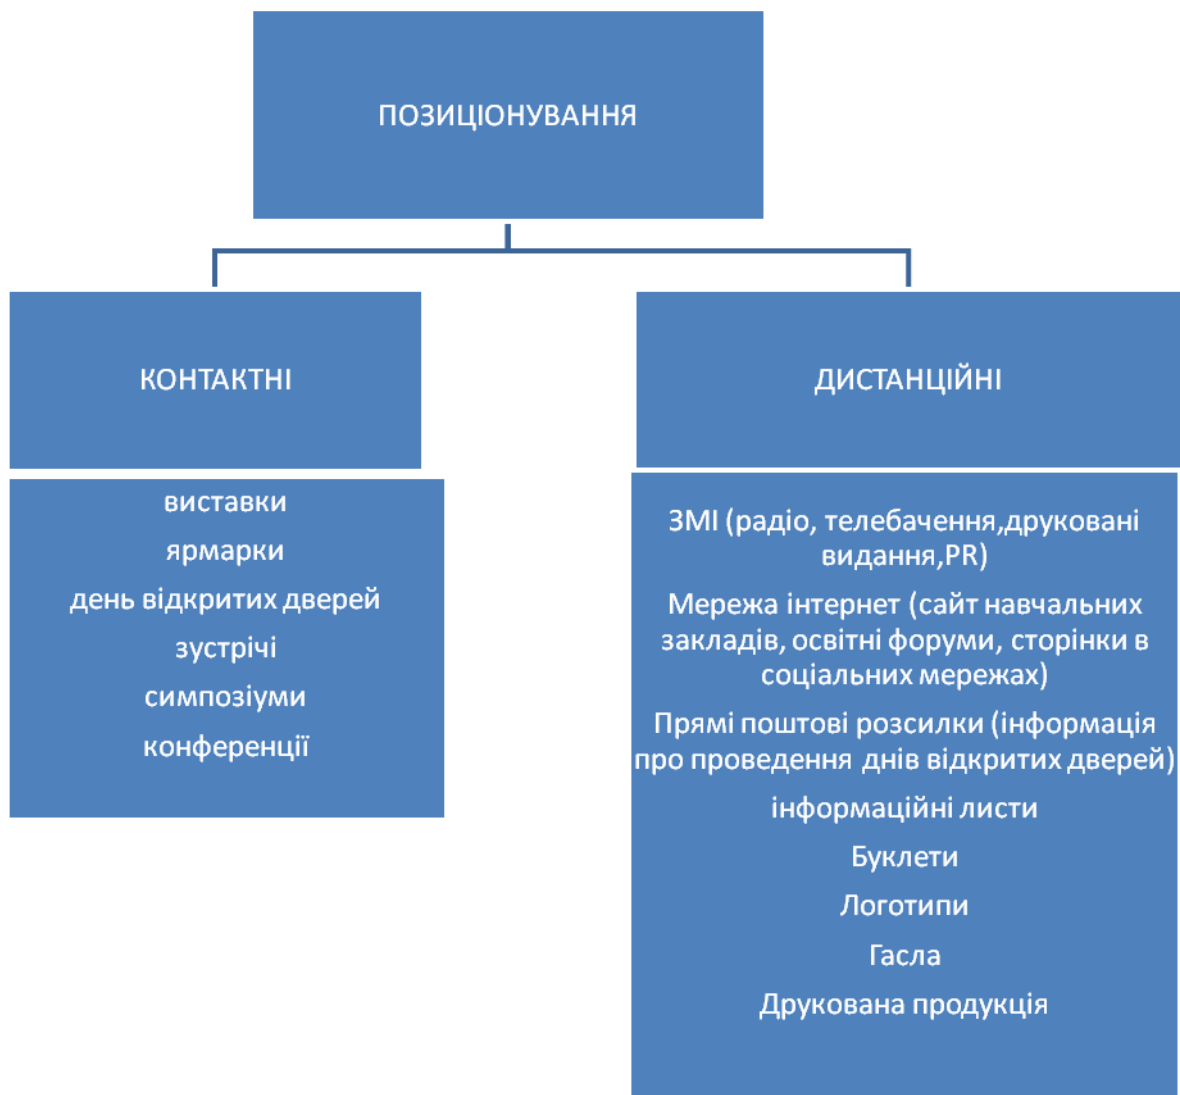 ПОЗИЦІОНУВАННЯ
КОНТАКТНІ
виставки
ярмарки
день відкритих дверей
зустрічі
симпозіуми
конференції
ДИСТАНЦІЙНІ
ЗМІ (радіо, телебачення,друковані
видання,PR)
Мережа інтернет (сайт навчальних
закладів, освітні форуми, сторінки в
соціальних мережах)
Прямі поштові розсилки (інформація
про проведення днів відкритих дверей)
інформаційні листи
Буклети
Логотипи
Гасла
Друкована продукція